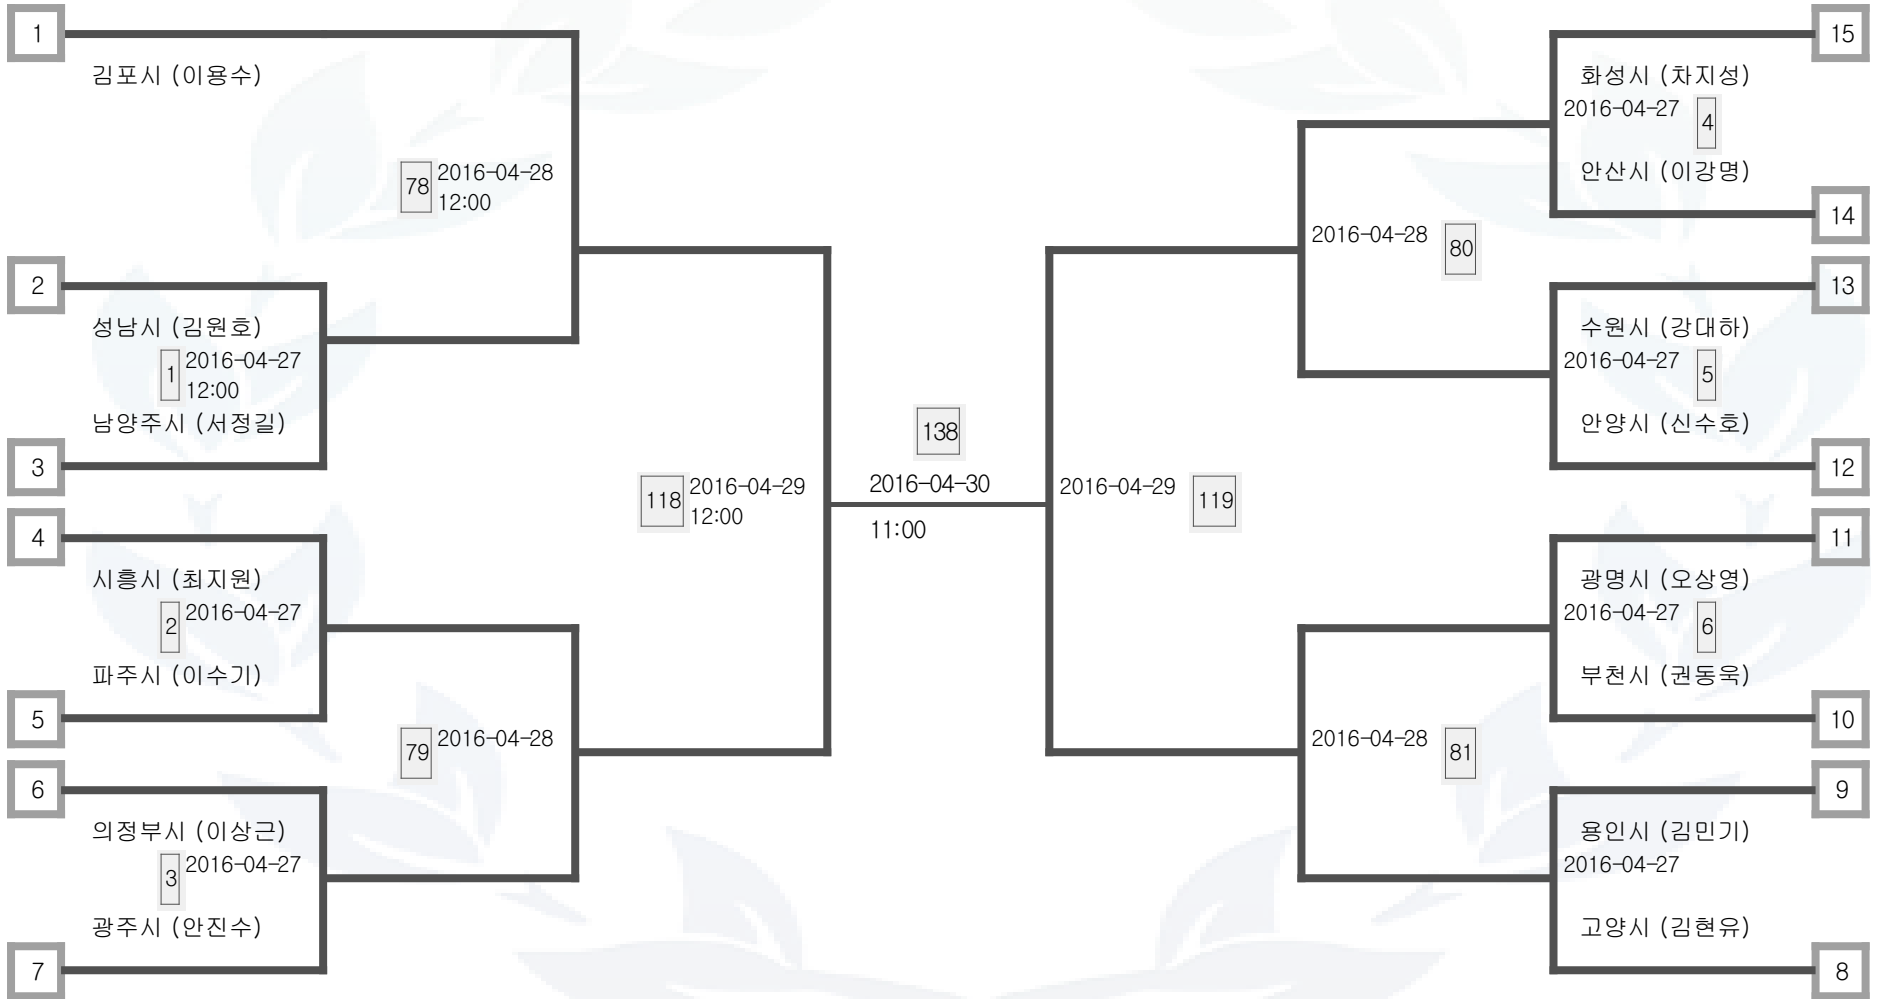 1
김포시 (이용수)
78 2016-04-28
12:00
2
성남시 (김원호)
1 2016-04-27
12:00
남양주시 (서정길)
3
4
시흥시 (최지원)
2 2016-04-27
파주시 (이수기)
5
79 2016-04-28
6
의정부시 (이상근)
3 2016-04-27
광주시 (안진수)
7
118 2016-04-29
12:00
138
2016-04-30
11:00
2016-04-29 119
15
화성시 (차지성)
2016-04-27 4
안산시 (이강명)
14
2016-04-28 80
13
수원시 (강대하)
2016-04-27 5
안양시 (신수호)
12
11
광명시 (오상영)
2016-04-27 6
부천시 (권동욱)
10
2016-04-28 81
9
용인시 (김민기)
2016-04-27
고양시 (김현유)
8